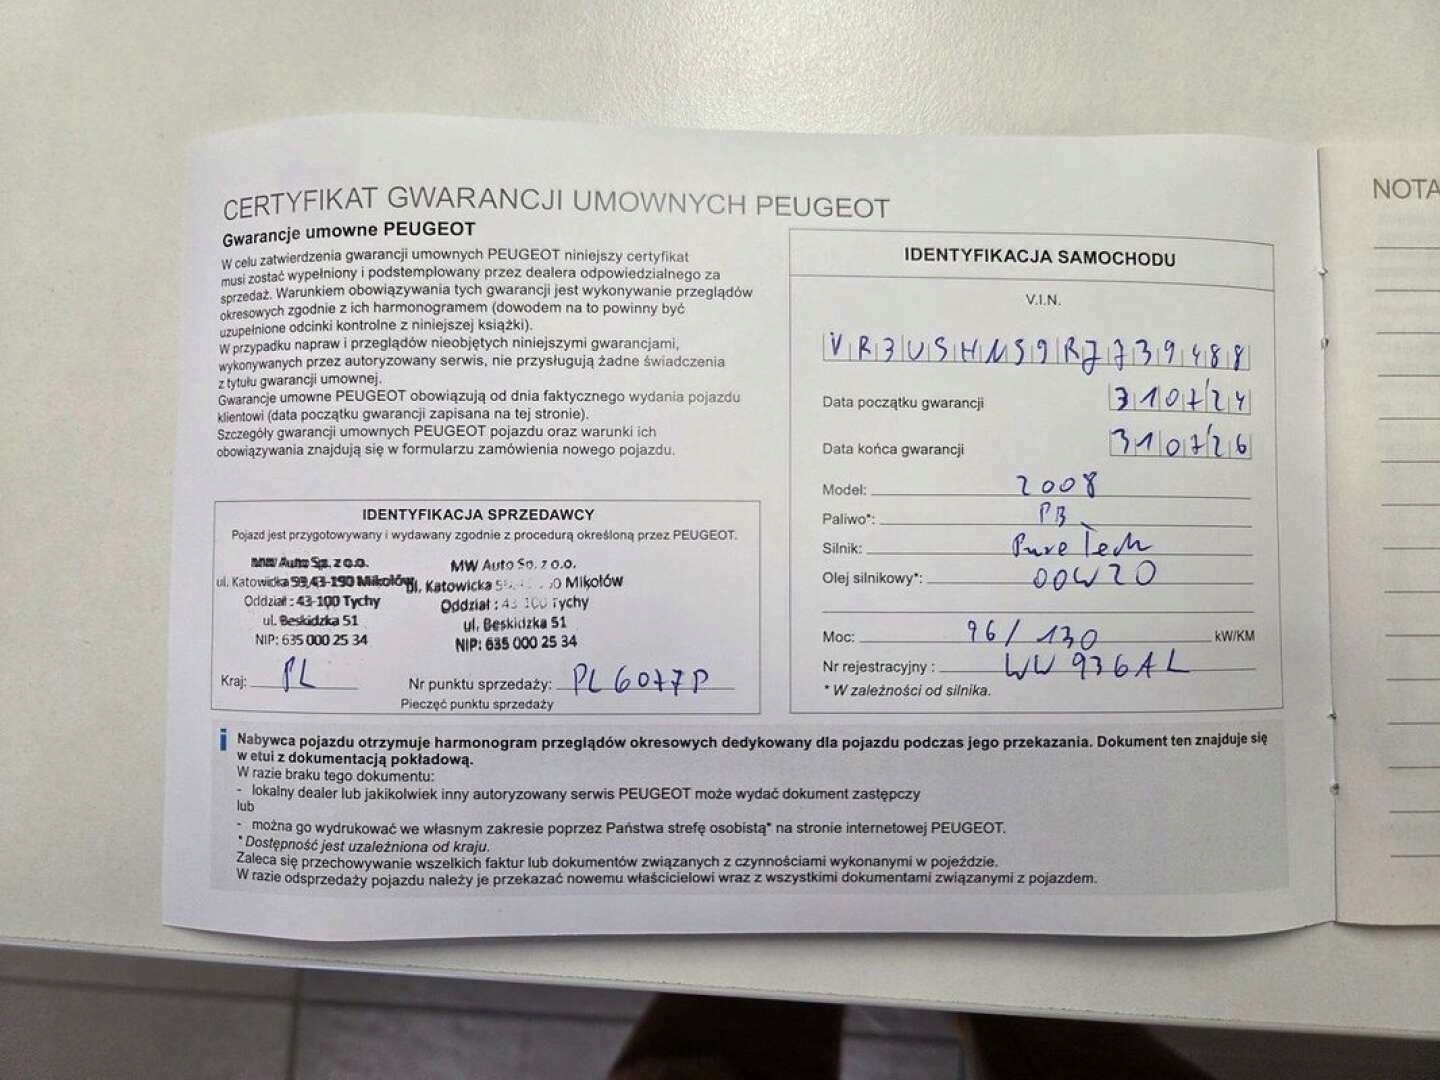 CERTYFIKAT GWARANCJI UMOWNYCH PEUGEOT
Gwarancje umowne PEUGEOT
W celu zatwierdzenia gwarancji umownych PEUGEOT niniejszy certyfikat
musi zostać wypełniony i podstemplowany przez dealera odpowiedzialnego za
sprzedaż. Warunkiem obowiązywania tych gwarancji jest wykonywanie przeglądów
okresowych zgodnie z ich harmonogramem (dowodem na to powinny być
uzupełnione odcinki kontrolne z niniejszej książki).
W przypadku napraw i przeglądów nieobjętych niniejszymi gwarancjami,
wykonywanych przez autoryzowany serwis, nie przysługują żadne świadczenia
z tytułu gwarancji umownej.
Gwarancje umowne PEUGEOT obowiązują od dnia faktycznego wydania pojazdu
klientowi (data początku gwarancji zapisana na tej stronie).
Szczegóły gwarancji umownych PEUGEOT pojazdu oraz warunki ich
obowiązywania znajdują się w formularzu zamówienia nowego pojazdu.
IDENTYFIKACJA SPRZEDAWCY
Pojazd jest przygotowywany i wydawany zgodnie z procedurą określoną przez PEUGEOT.
MW Auto Sp. z o.o.
ul. Katowicka 59, 43-190 Mikołów
Oddział : 43-100 Tychy
ul. Beskidzka 51
NIP: 635 000 25 34
MW Auto Sp. z o.o.
ul. Katowicka Mikołów
Oddział : 43-100 Tychy
ul. Beskidzka 51
NIP: 635 000 25 34
Kraj: PL
Nr punktu sprzedaży: PL6077P
Pieczęć punktu sprzedaży
IDENTYFIKACJA SAMOCHODU
V.I.N.
VR3USHNS9RJ739488
Data początku gwarancji 310724
Data końca gwarancji 310726
Model: 2008
Paliwo*: PB
Silnik: PureTech
Olej silnikowy*: 00W20
Moc: 96/130 kW/KM
Nr rejestracyjny : WW936AL
* W zależności od silnika.
i Nabywca pojazdu otrzymuje harmonogram przeglądów okresowych dedykowany dla pojazdu podczas jego przekazania. Dokument ten znajduje się
w etui z dokumentacją pokładową.
W razie braku tego dokumentu:
- lokalny dealer lub jakikolwiek inny autoryzowany serwis PEUGEOT może wydać dokument zastępczy
lub
- można go wydrukować we własnym zakresie poprzez Państwa strefę osobistą* na stronie internetowej PEUGEOT.
* Dostępność jest uzależniona od kraju.
Zaleca się przechowywanie wszelkich faktur lub dokumentów związanych z czynnościami wykonanymi w pojeździe.
W razie odsprzedaży pojazdu należy je przekazać nowemu właścicielowi wraz z wszystkimi dokumentami związanymi z pojazdem.
NOTA